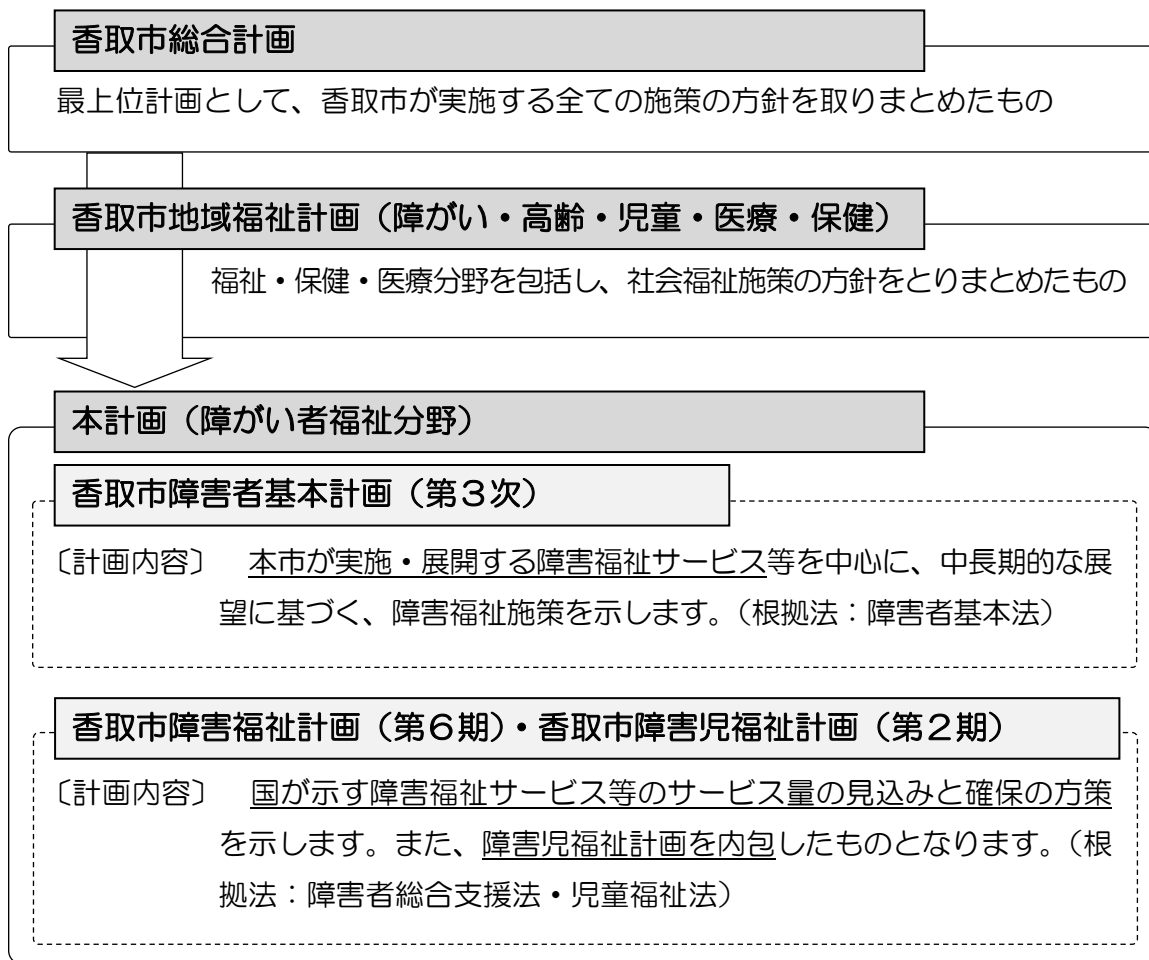 香取市総合計画
最上位計画として、香取市が実施する全ての施策の方針を取りまとめたもの
香取市地域福祉計画（障がい・高齢・児童・医療・保健）
福祉・保健・医療分野を包括し、社会福祉施策の方針をとりまとめたもの
本計画（障がい者福祉分野）
香取市障害者基本計画（第３次）
〔計画内容〕　本市が実施・展開する障害福祉サービス等を中心に、中長期的な展
望に基づく、障害福祉施策を示します。（根拠法：障害者基本法）
香取市障害福祉計画（第６期）・香取市障害児福祉計画（第２期）
〔計画内容〕　国が示す障害福祉サービス等のサービス量の見込みと確保の方策
を示します。また、障害児福祉計画を内包したものとなります。（根
拠法：障害者総合支援法・児童福祉法）